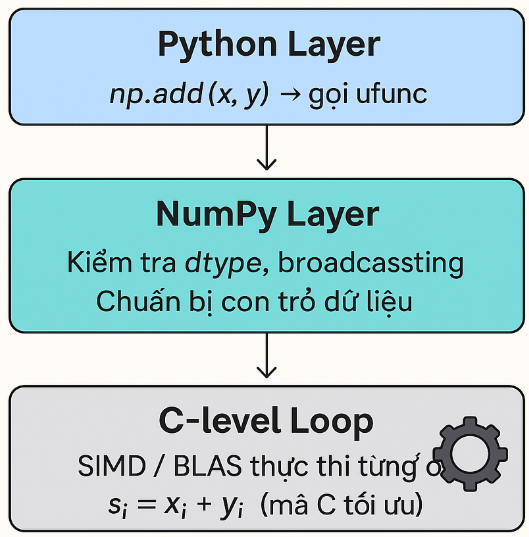 Python Layer
np.add(x, y) → gọi ufunc
NumPy Layer
Kiểm tra dtype, broadcassting
Chuẩn bị con trỏ dữ liệu
C-level Loop
SIMD / BLAS thực thi từng
sᵢ = xᵢ + yᵢ (mã C tối ưu)